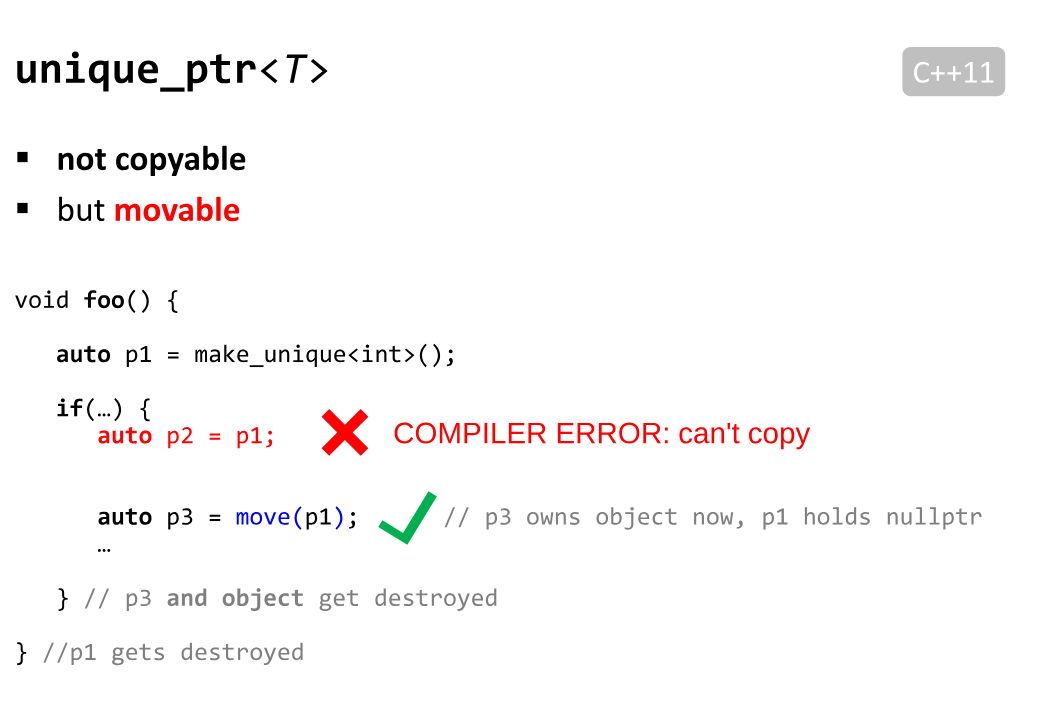 unique_ptr<T>
C++11
▪ not copyable
▪ but movable
void foo() {
auto p1 = make_unique<int>();
if(…) {
auto p2 = p1;
COMPILER ERROR: can't copy
auto p3 = move(p1); // p3 owns object now, p1 holds nullptr
…
} // p3 and object get destroyed
} //p1 gets destroyed